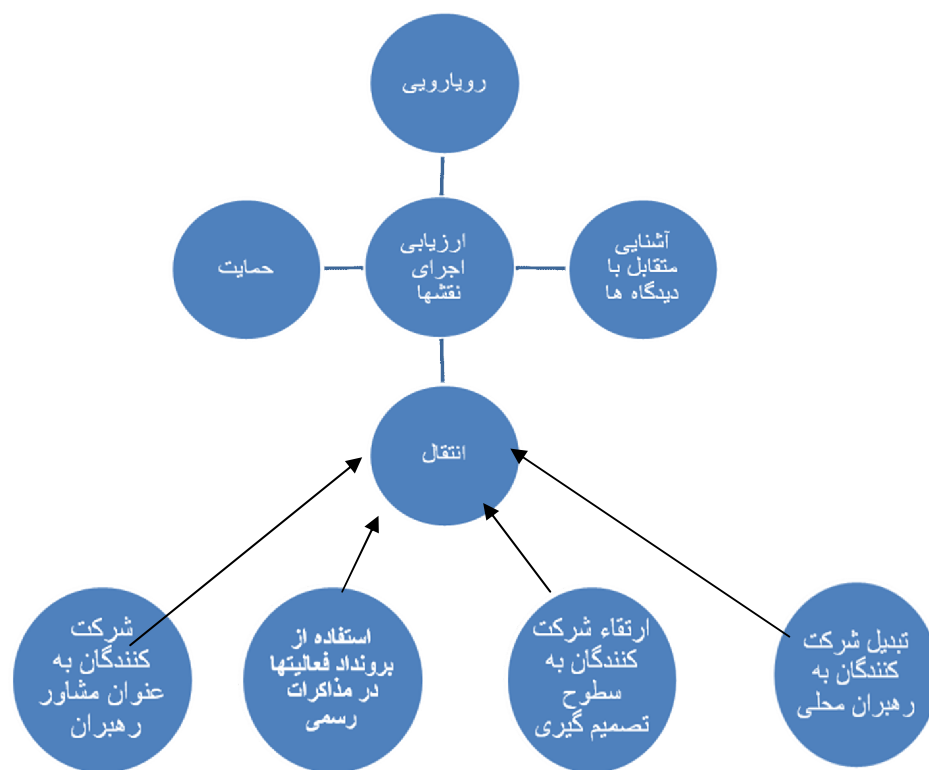 رویارویی
آشنایی
متقابل با
دیدگاه ها
ارزیابی
اجرای
نقشها
حمایت
انتقال
تبدیل شرکت
کنندگان به
رهبران محلی
ارتقاء شرکت
کنندگان به
سطوح
تصمیم گیری
استفاده از
برونداد فعالیتها
در مذاکرات
رسمی
شرکت
کنندگان به
عنوان مشاور
رهبران